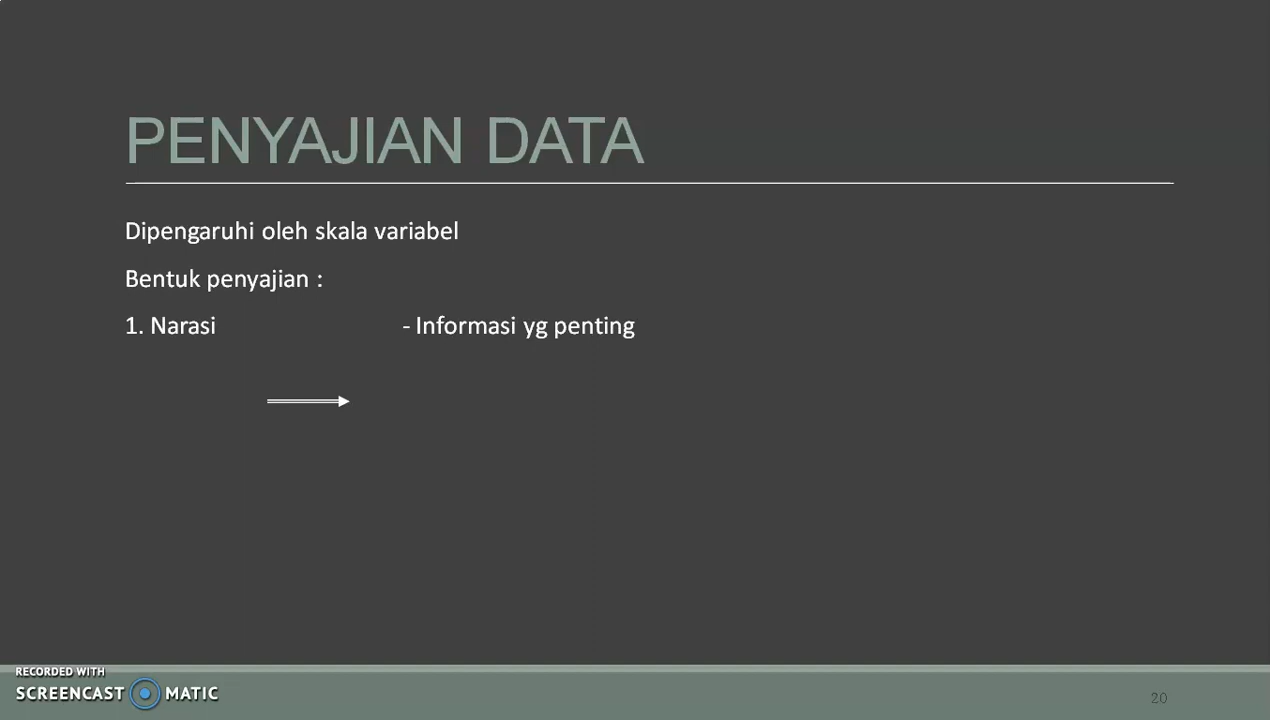 PENYAJIAN DATA
Dipengaruhi oleh skala variabel
Bentuk penyajian :
1. Narasi - Informasi yg penting
RECORDED WITH
SCREENCAST MATIC
20